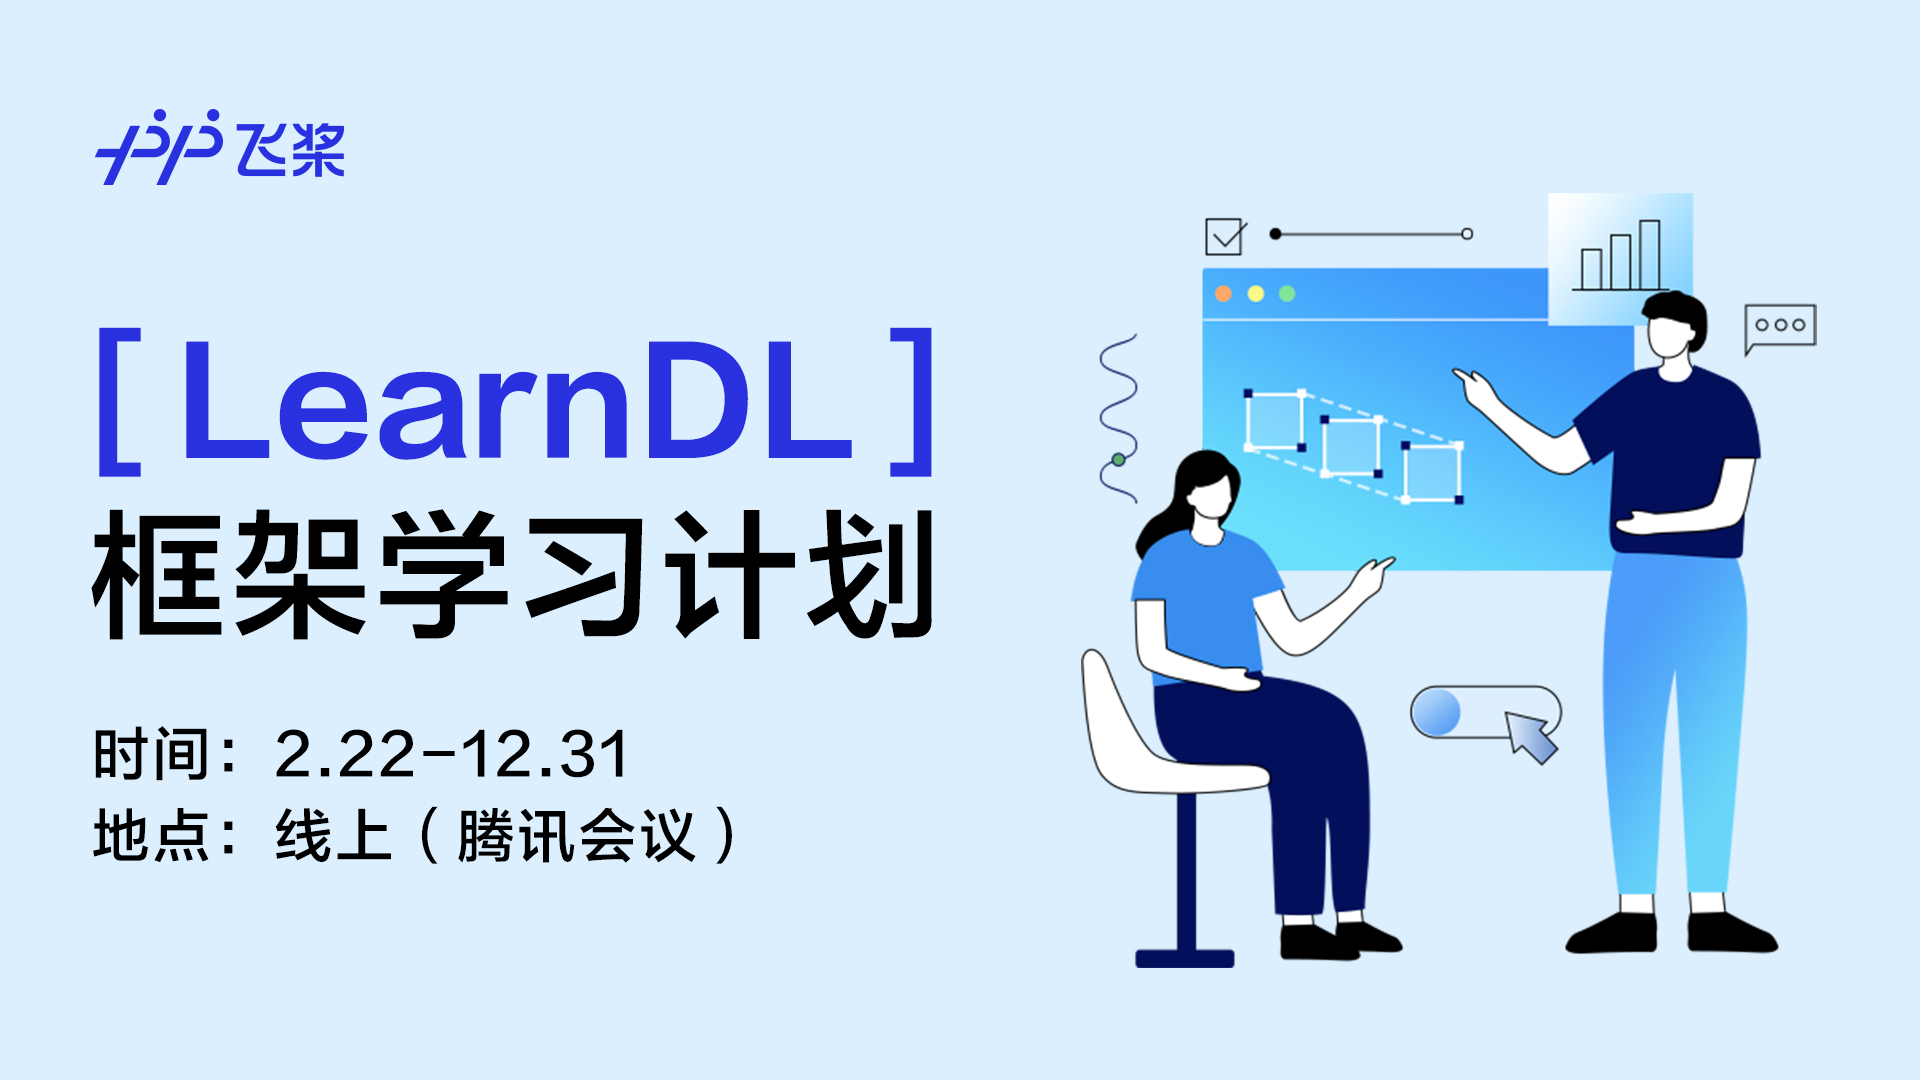 飞桨
[ LearnDL ]
框架学习计划
时间：2.22-12.31
地点：线上（腾讯会议）